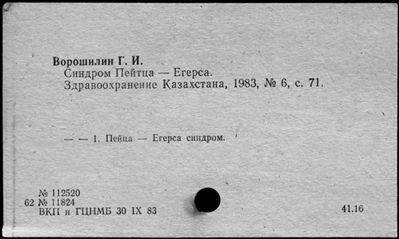 Ворошилин Г. И.
Синдром Пейтца — Егерса.
Здравоохранение Казахстана, 1983, № 6, с. 71.
— — 1. Пейца — Егерса синдром.
№ 112520
62 № 11824
ВКП и ГЦНМБ 30 IX 83
41.16